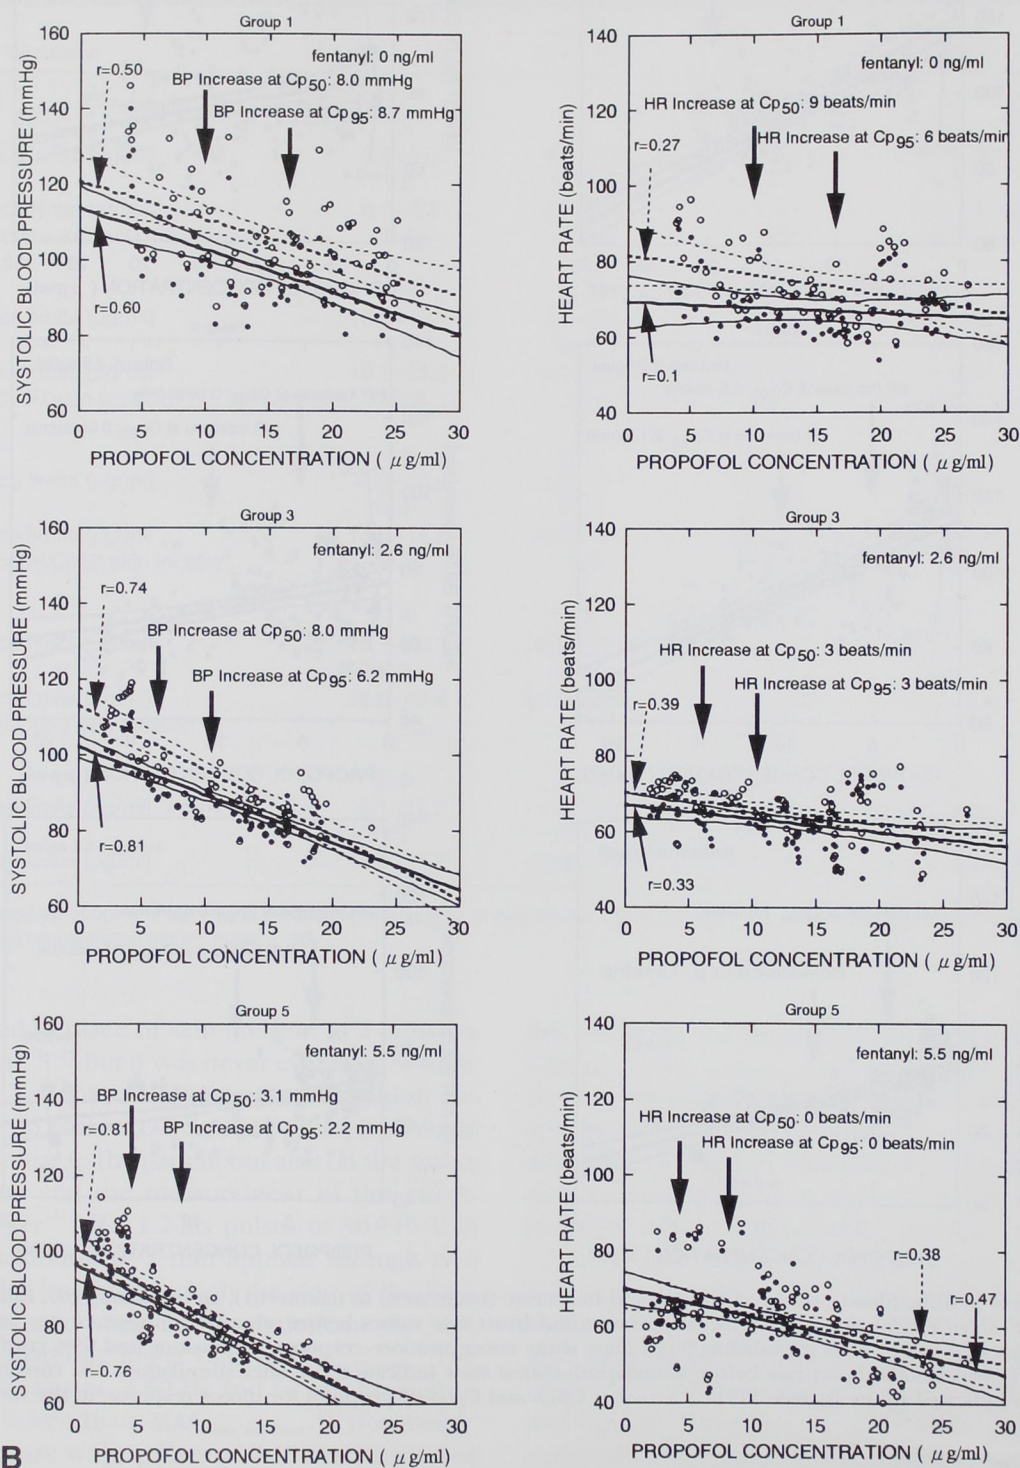 Group 1
160
140
120
100
80
60
SYSTOLIC BLOOD PRESSURE (mmHg)
fentanyl: 0 ng/ml
r=0.50
BP Increase at Cp50: 8.0 mmHg
BP Increase at Cp95: 8.7 mmHg
r=0.60
0 5 10 15 20 25 30
PROPOFOL CONCENTRATION ( μ g/ml)
Group 1
140
120
100
80
60
40
HEART RATE (beats/min)
fentanyl: 0 ng/ml
HR Increase at Cp50: 9 beats/min
r=0.27
HR Increase at Cp95: 6 beats/min
r=0.1
0 5 10 15 20 25 30
PROPOFOL CONCENTRATION ( μ g/ml)
Group 3
160
140
120
100
80
60
SYSTOLIC BLOOD PRESSURE (mmHg)
fentanyl: 2.6 ng/ml
r=0.74
BP Increase at Cp50: 8.0 mmHg
BP Increase at Cp95: 6.2 mmHg
r=0.81
0 5 10 15 20 25 30
PROPOFOL CONCENTRATION ( μ g/ml)
Group 3
140
120
100
80
60
40
HEART RATE (beats/min)
fentanyl: 2.6 ng/ml
HR Increase at Cp50: 3 beats/min
HR Increase at Cp95: 3 beats/min
r=0.39
r=0.33
0 5 10 15 20 25 30
PROPOFOL CONCENTRATION ( μ g/ml)
Group 5
160
140
120
100
80
60
SYSTOLIC BLOOD PRESSURE (mmHg)
fentanyl: 5.5 ng/ml
BP Increase at Cp50: 3.1 mmHg
r=0.81
BP Increase at Cp95: 2.2 mmHg
r=0.76
0 5 10 15 20 25 30
PROPOFOL CONCENTRATION ( μ g/ml)
Group 5
140
120
100
80
60
40
HEART RATE (beats/min)
fentanyl: 5.5 ng/ml
HR Increase at Cp50: 0 beats/min
HR Increase at Cp95: 0 beats/min
r=0.38
r=0.47
0 5 10 15 20 25 30
PROPOFOL CONCENTRATION ( μ g/ml)
B